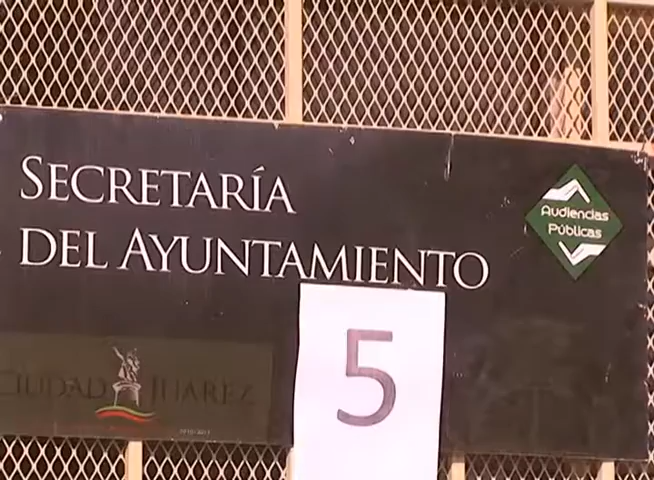 SECRETARÍA
DEL AYUNTAMIENTO
Audiencias
Públicas
5
CIUDAD JUÁREZ